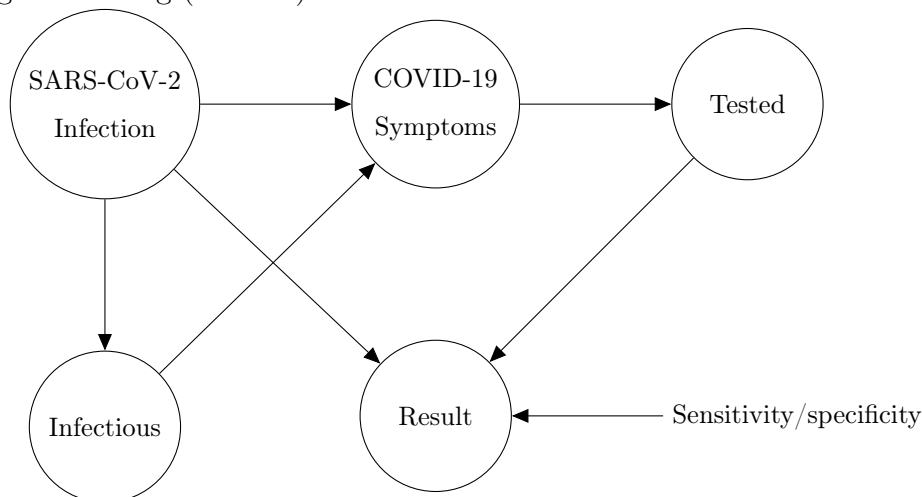 SARS-CoV-2
Infection
COVID-19
Symptoms
Tested
Infectious
Result
Sensitivity/specificity